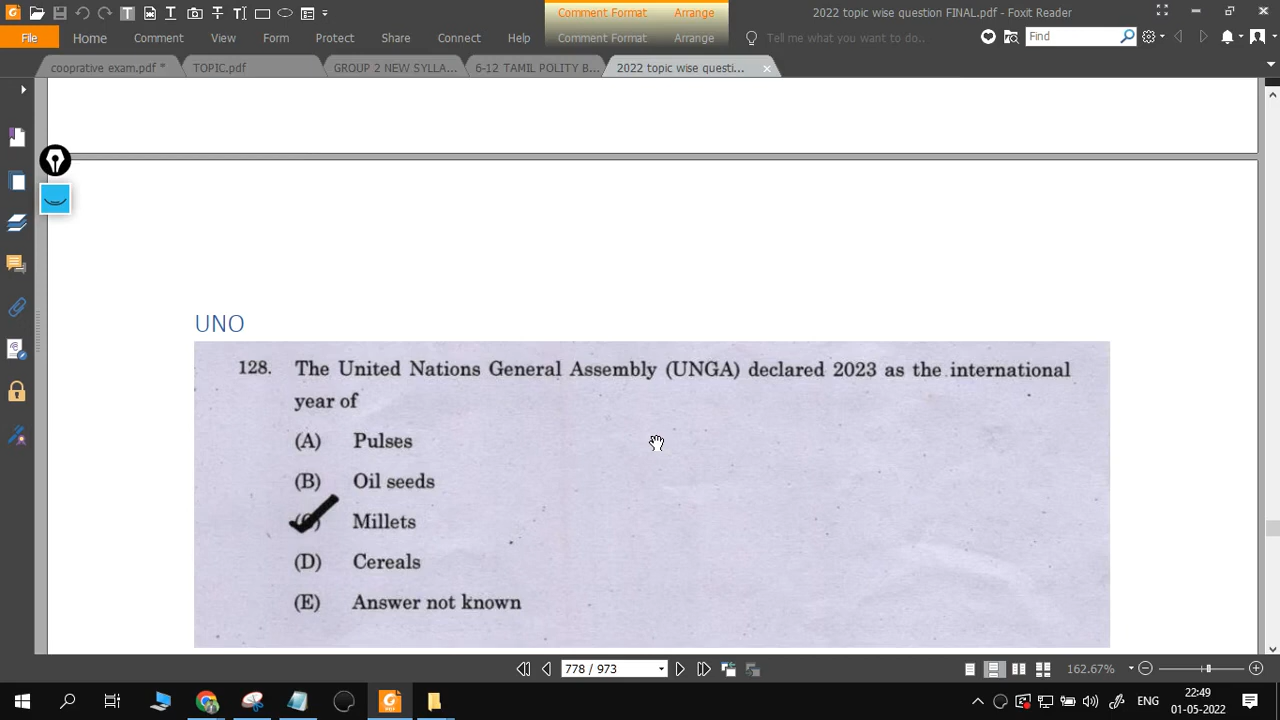 2022 topic wise question FINAL.pdf - Foxit Reader
Comment Format Arrange
File Home Comment View Form Protect Share Connect Help Comment Format Arrange Tell me what you want to do.. Find
cooprative exam.pdf * TOPIC.pdf GROUP 2 NEW SYLLA... 6-12 TAMIL POLITY B... 2022 topic wise questi...
UNO
128. The United Nations General Assembly (UNGA) declared 2023 as the international
year of
(A) Pulses
(B) Oil seeds
(C) Millets
(D) Cereals
(E) Answer not known
778 / 973 162.67%
ENG 22:49
01-05-2022